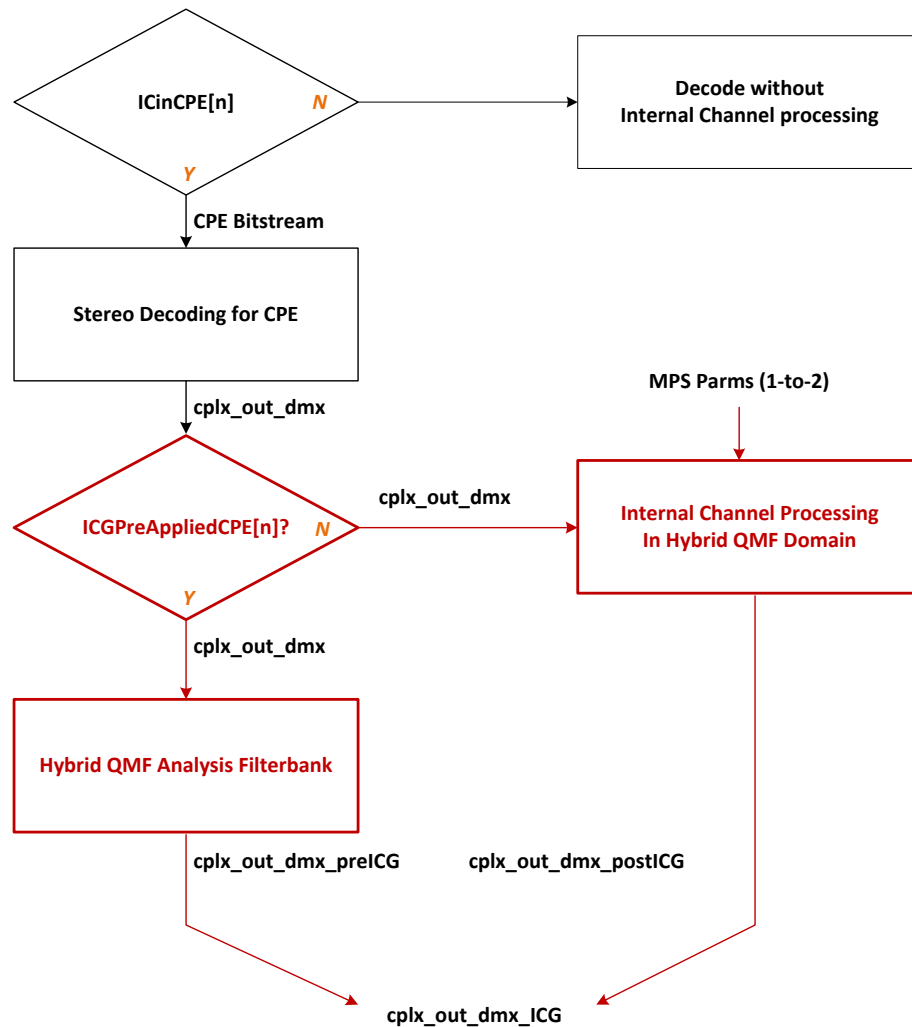 ICinCPE[n]
N
Y
Decode without
Internal Channel processing
CPE Bitstream
Stereo Decoding for CPE
cplx_out_dmx
MPS Parms (1-to-2)
ICGPreAppliedCPE[n]?
N
Y
cplx_out_dmx
Internal Channel Processing
In Hybrid QMF Domain
cplx_out_dmx
Hybrid QMF Analysis Filterbank
cplx_out_dmx_preICG
cplx_out_dmx_postICG
cplx_out_dmx_ICG